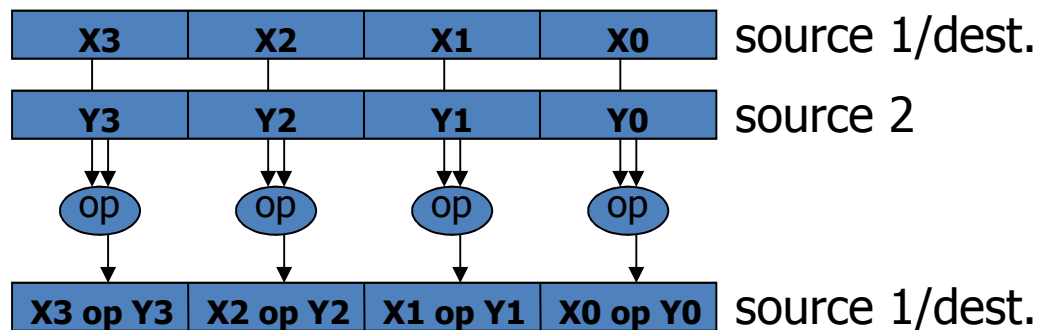 X3 X2 X1 X0 source 1/dest.
Y3 Y2 Y1 Y0 source 2
op op op op
X3 op Y3 X2 op Y2 X1 op Y1 X0 op Y0 source 1/dest.